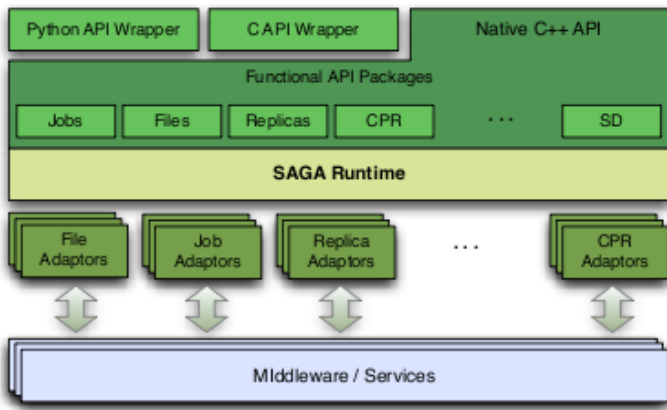 Python API Wrapper
C API Wrapper
Native C++ API
Functional API Packages
Jobs
Files
Replicas
CPR
...
SD
SAGA Runtime
File
Adaptors
Job
Adaptors
Replica
Adaptors
...
CPR
Adaptors
MIddleware / Services